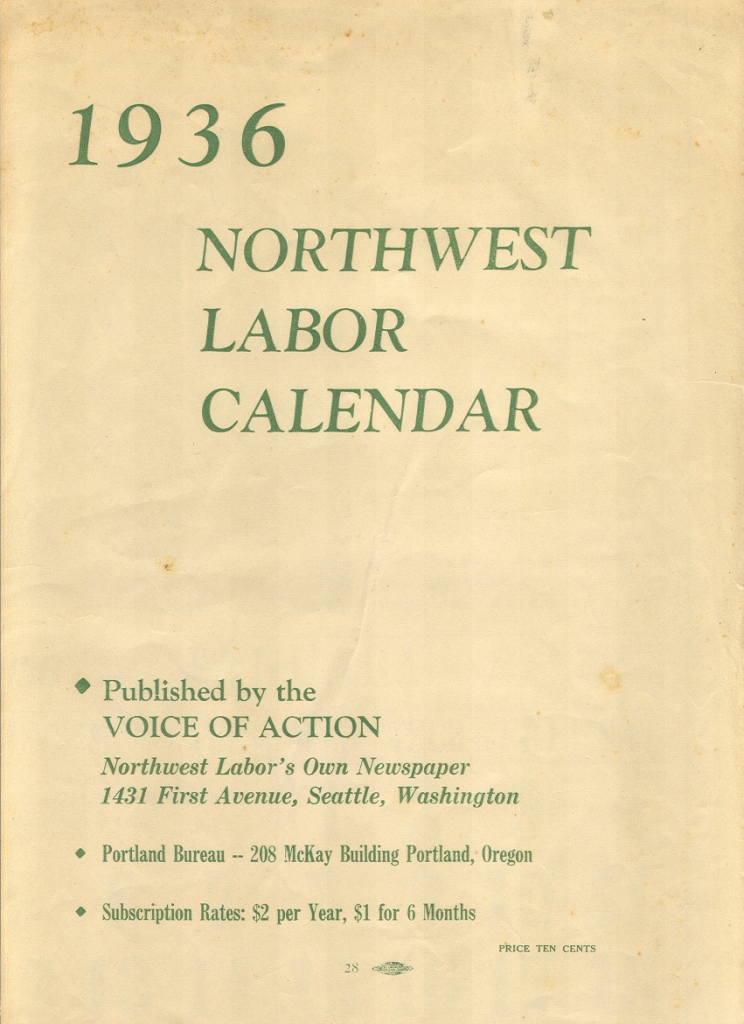 1936
NORTHWEST
LABOR
CALENDAR
Published by the
VOICE OF ACTION
Northwest Labor's Own Newspaper
1431 First Avenue, Seattle, Washington
Portland Bureau -- 208 McKay Building Portland, Oregon
Subscription Rates: $2 per Year, $1 for 6 Months
PRICE TEN CENTS
28